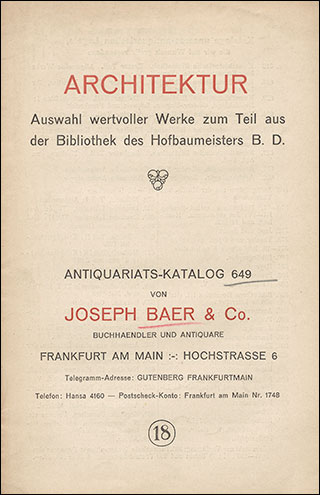 ARCHITEKTUR
Auswahl wertvoller Werke zum Teil aus
der Bibliothek des Hofbaumeisters B. D.
ANTIQUARIATS-KATALOG 649
VON
JOSEPH BAER & Co.
BUCHHAENDLER UND ANTIQUARE
FRANKFURT AM MAIN :-: HOCHSTRASSE 6
Telegramm-Adresse: GUTENBERG FRANKFURTMAIN
Telefon: Hansa 4160 — Postscheck-Konto: Frankfurt am Main Nr. 1748
18